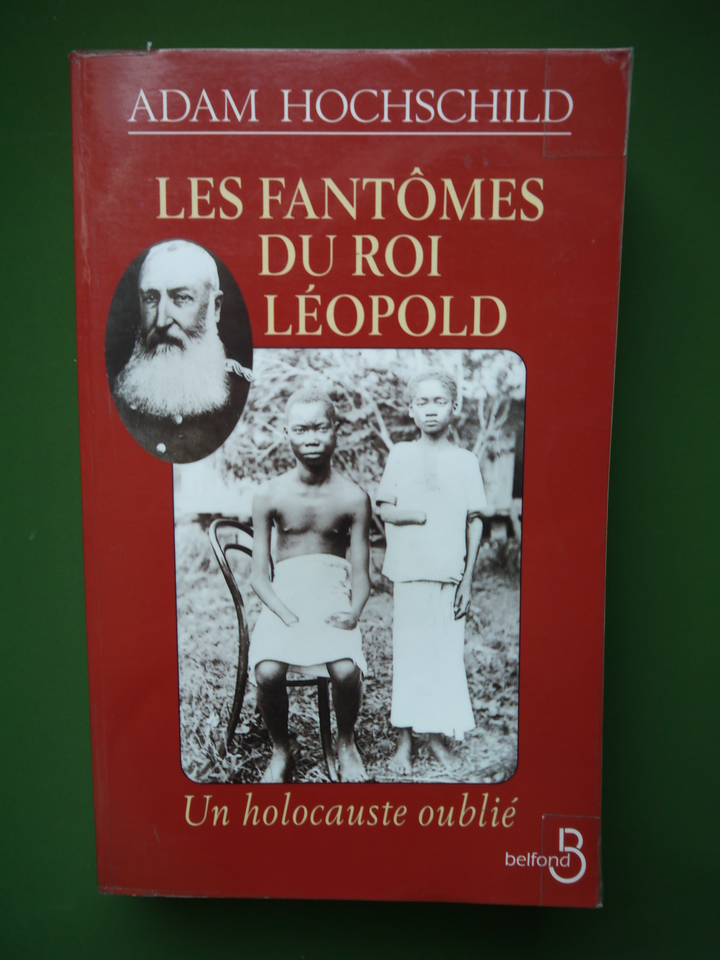 ADAM HOCHSCHILD
LES FANTÔMES
DU ROI
LÉOPOLD
Un holocauste oublié
belfond
B